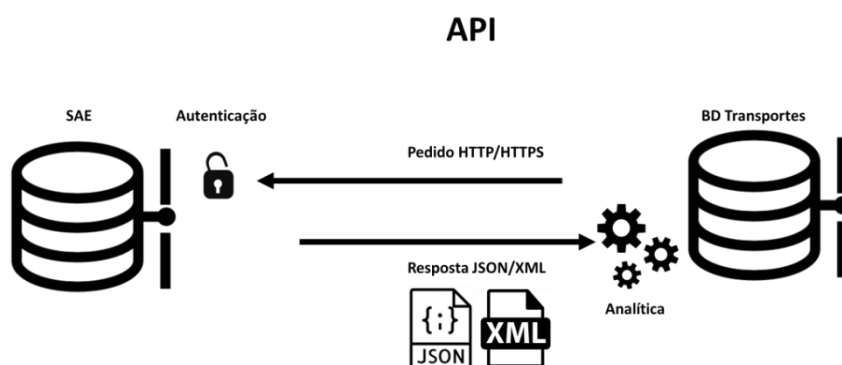 API
SAE
Autenticação
BD Transportes
Pedido HTTP/HTTPS
Resposta JSON/XML
Analítica
{;}
JSON
XML